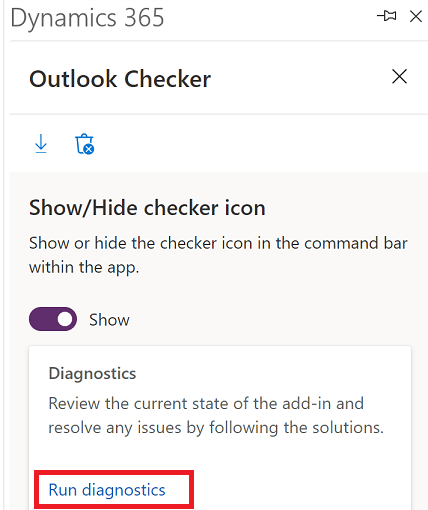 Dynamics 365
Outlook Checker
Show/Hide checker icon
Show or hide the checker icon in the command bar
within the app.
Show
Diagnostics
Review the current state of the add-in and
resolve any issues by following the solutions.
Run diagnostics